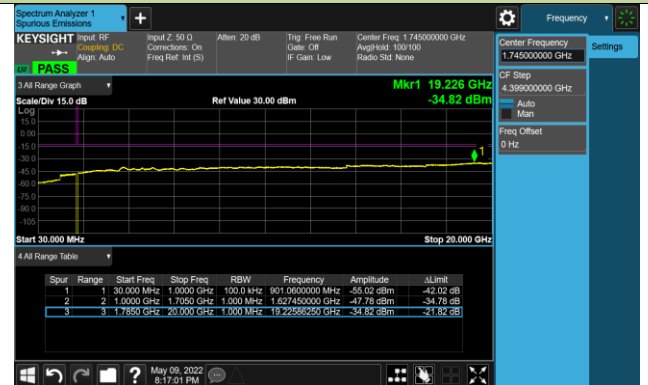 Spectrum Analyzer 1
Spurious Emissions
Frequency
KEYSIGHT Input: RF Input Z: 50 Ω Atten: 20 dB Trig: Free Run Center Freq: 1.745000000 GHz
Coupling: DC Corrections: On Gate: Off Avg|Hold: 100/100
Align: Auto Freq Ref: Int (S) IF Gain: Low Radio Std: None
PASS
Center Frequency
1.745000000 GHz
Settings
CF Step
4.399000000 GHz
Auto
Man
Freq Offset
0 Hz
3 All Range Graph
Mkr1 19.226 GHz
Scale/Div 15.0 dB Ref Value 30.00 dBm -34.82 dBm
Log
15.0
0.00
-15.0
-30.0
-45.0
-60.0
-75.0
-90.0
-105
1
Start 30.000 MHz Stop 20.000 GHz
4 All Range Table
Spur Range Start Freq Stop Freq RBW Frequency Amplitude ΔLimit
1 1 30.000 MHz 1.0000 GHz 100.0 kHz 901.0600000 MHz -55.02 dBm -42.02 dB
2 2 1.0000 GHz 1.7050 GHz 1.000 MHz 1.627450000 GHz -47.78 dBm -34.78 dB
3 3 1.7850 GHz 20.000 GHz 1.000 MHz 19.22586250 GHz -34.82 dBm -21.82 dB
?
May 09, 2022
8:17:01 PM